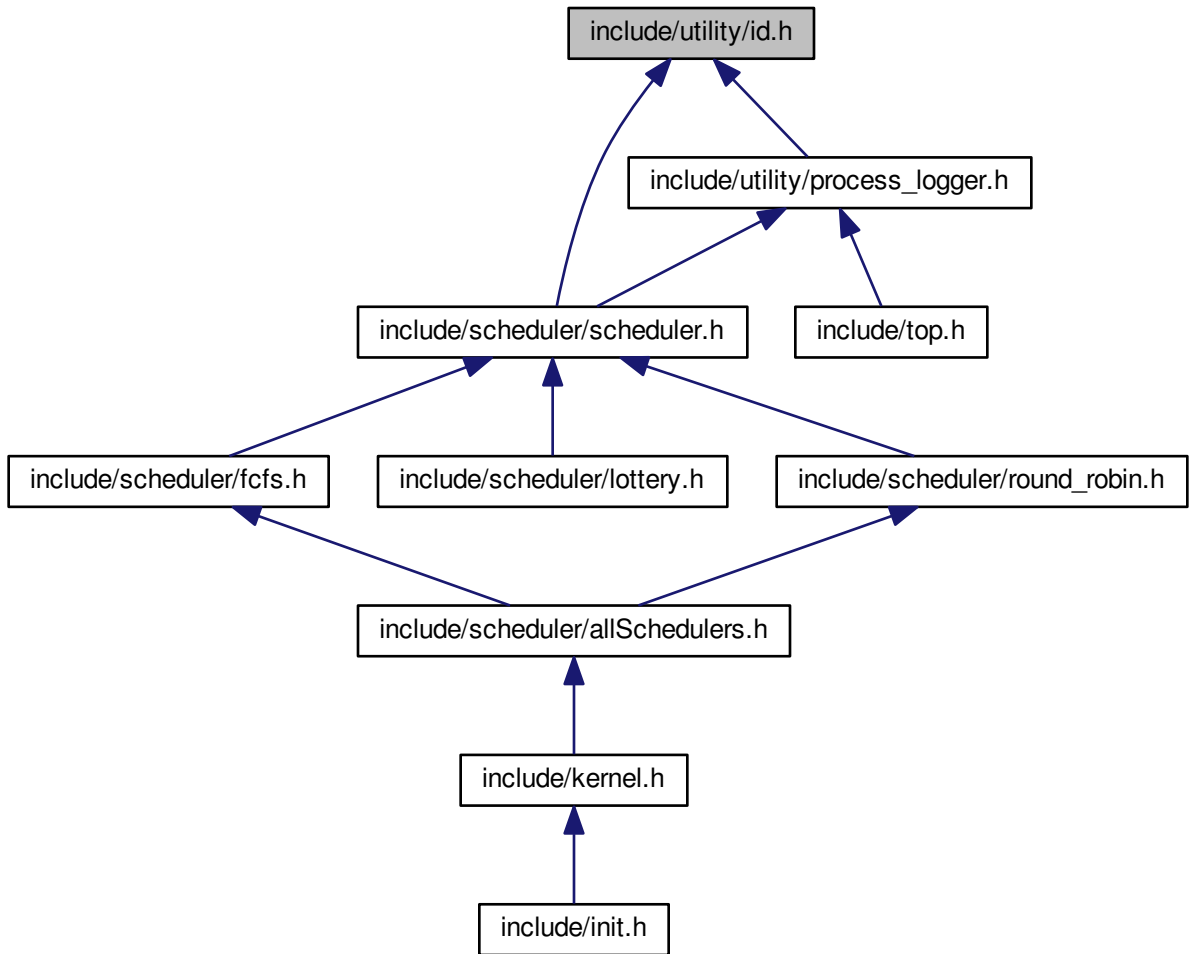 include/utility/id.h
include/utility/process_logger.h
include/scheduler/scheduler.h
include/top.h
include/scheduler/fcfs.h
include/scheduler/lottery.h
include/scheduler/round_robin.h
include/scheduler/allSchedulers.h
include/kernel.h
include/init.h